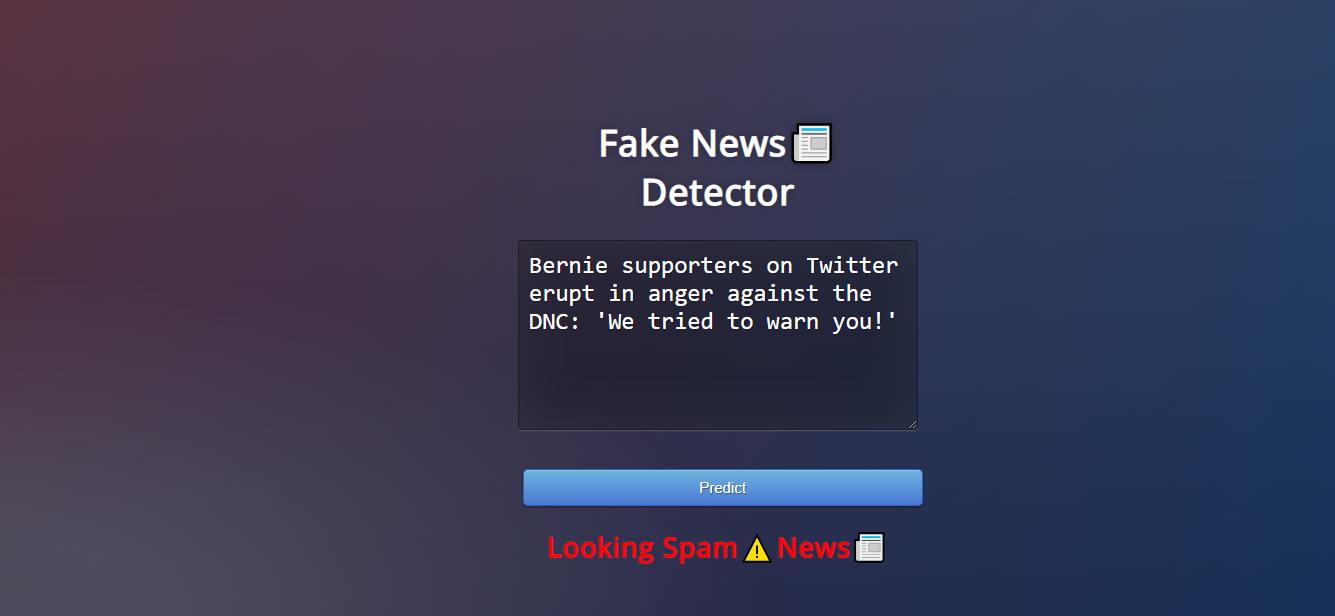 Fake News📰
Detector
Bernie supporters on Twitter
erupt in anger against the
DNC: 'We tried to warn you!'
Predict
Looking Spam⚠️News📰